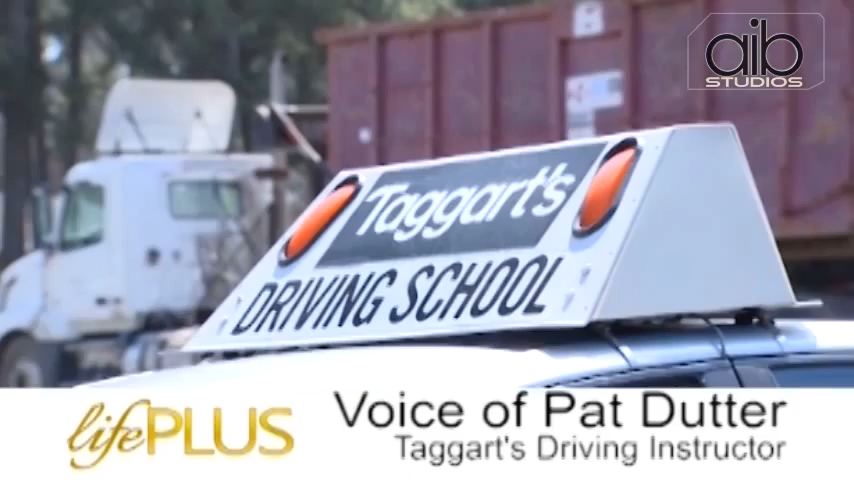 aib
STUDIOS
Taggart's
DRIVING SCHOOL
lifePLUS
Voice of Pat Dutter
Taggart's Driving Instructor